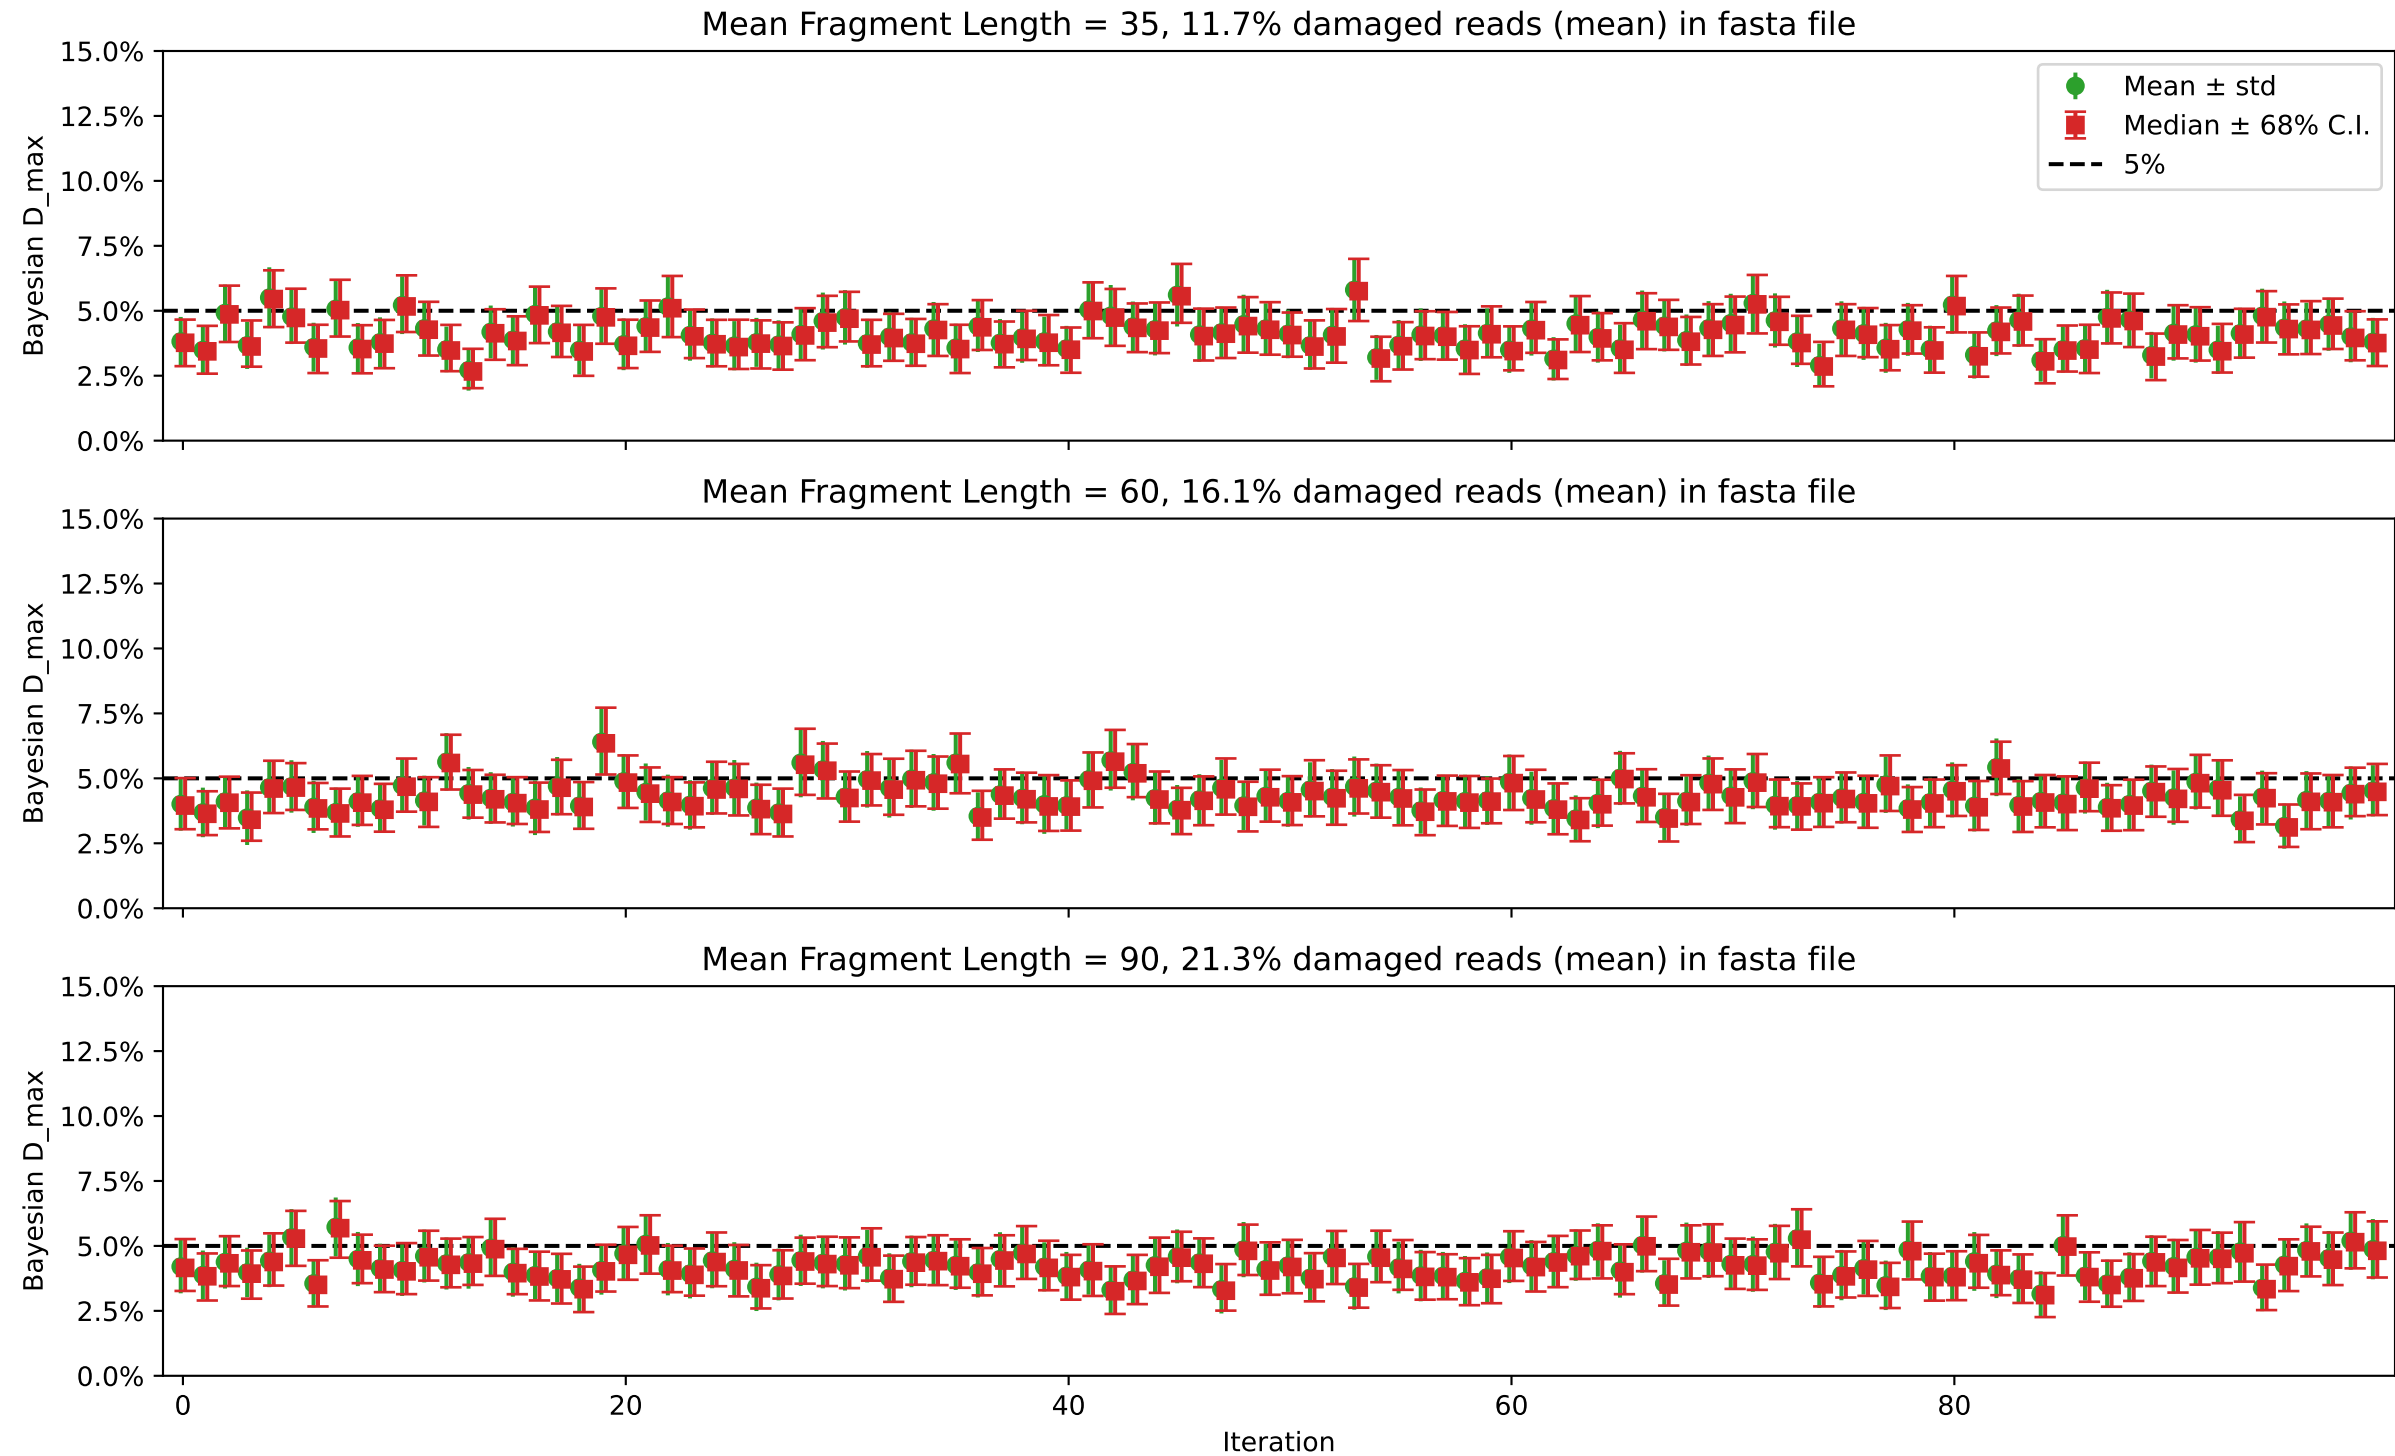 Mean Fragment Length = 35, 11.7% damaged reads (mean) in fasta file
15.0%
12.5%
10.0%
7.5%
5.0%
2.5%
0.0%
Bayesian D_max
Mean ± std
Median ± 68% C.I.
5%
Mean Fragment Length = 60, 16.1% damaged reads (mean) in fasta file
15.0%
12.5%
10.0%
7.5%
5.0%
2.5%
0.0%
Bayesian D_max
Mean Fragment Length = 90, 21.3% damaged reads (mean) in fasta file
15.0%
12.5%
10.0%
7.5%
5.0%
2.5%
0.0%
Bayesian D_max
0 20 40 60 80
Iteration